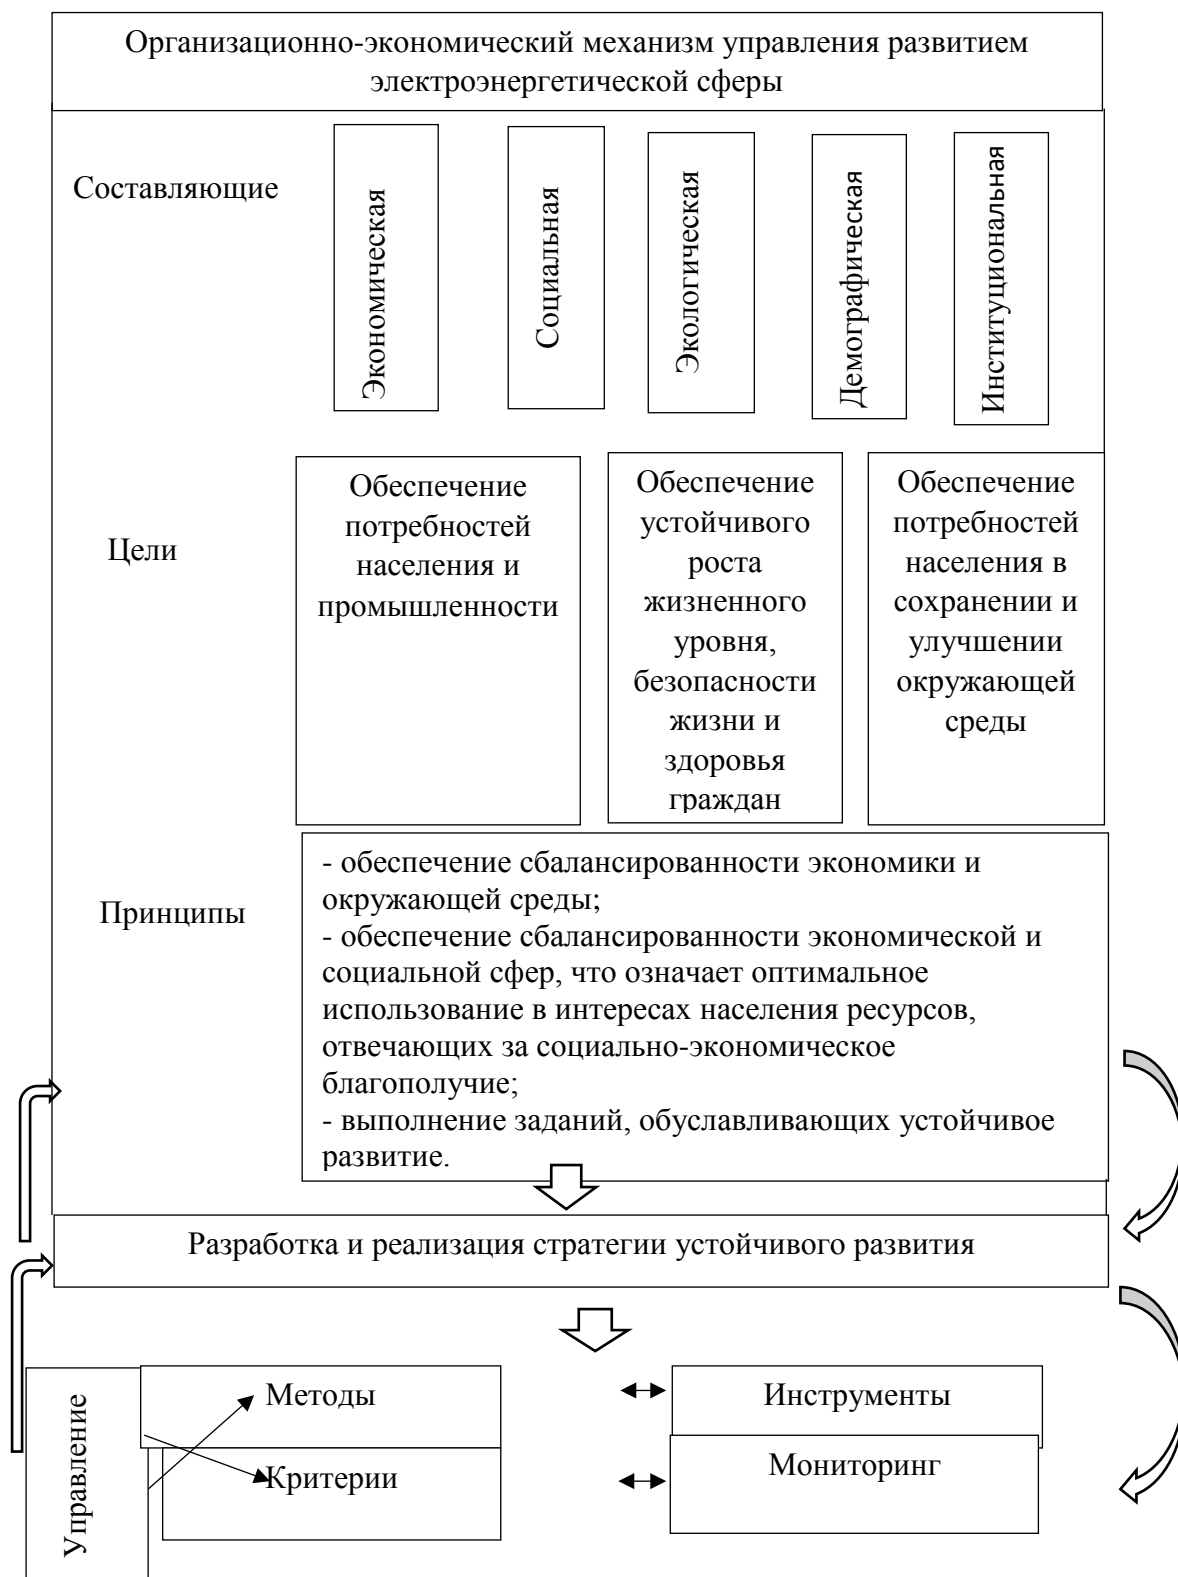 Организационно-экономический механизм управления развитием
электроэнергетической сферы
Составляющие
Экономическая
Социальная
Экологическая
Демографическая
Институциональная
Цели
Обеспечение
потребностей
населения и
промышленности
Обеспечение
устойчивого
роста
жизненного
уровня,
безопасности
жизни и
здоровья
граждан
Обеспечение
потребностей
населения в
сохранении и
улучшении
окружающей
среды
Принципы
- обеспечение сбалансированности экономики и
окружающей среды;
- обеспечение сбалансированности экономической и
социальной сфер, что означает оптимальное
использование в интересах населения ресурсов,
отвечающих за социально-экономическое
благополучие;
- выполнение заданий, обуславливающих устойчивое
развитие.
Разработка и реализация стратегии устойчивого развития
Управление
Методы
Инструменты
Критерии
Мониторинг